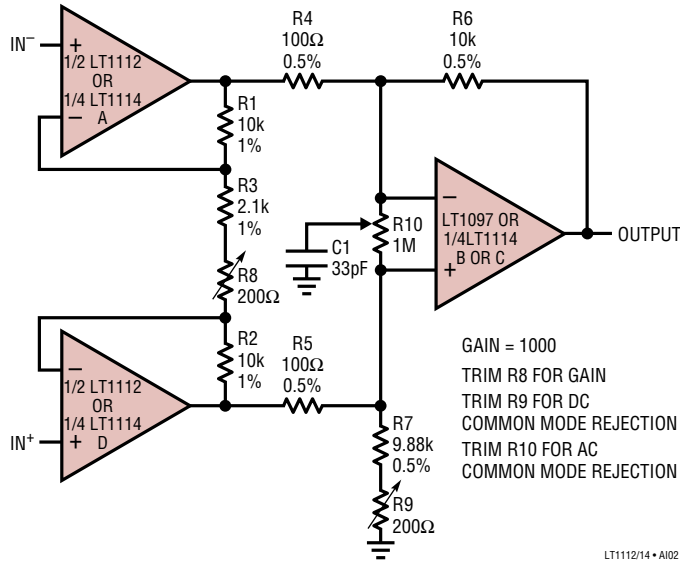 IN–
+
1/2 LT1112
OR
1/4 LT1114
–
A
R4
100Ω
0.5%
R6
10k
0.5%
R1
10k
1%
R3
2.1k
1%
R8
200Ω
C1
33pF
R10
1M
–
LT1097 OR
1/4LT1114
B OR C
+
OUTPUT
–
1/2 LT1112
OR
1/4 LT1114
+
D
IN+
R2
10k
1%
R5
100Ω
0.5%
R7
9.88k
0.5%
R9
200Ω
GAIN = 1000
TRIM R8 FOR GAIN
TRIM R9 FOR DC
COMMON MODE REJECTION
TRIM R10 FOR AC
COMMON MODE REJECTION
LT1112/14 • AI02